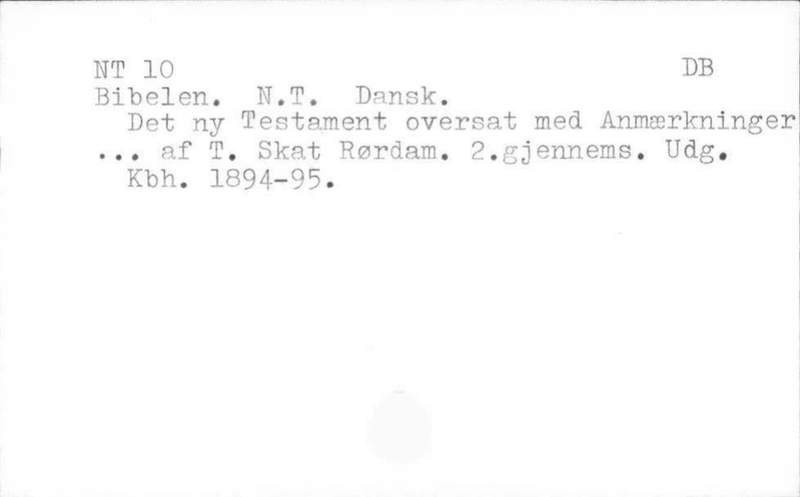 NT 10 DB
Bibelen. N.T. Dansk.
Det ny Testament oversat med Anmærkninger
... af T. Skat Rørdam. 2.gjennems. Udg.
Kbh. 1894-95.